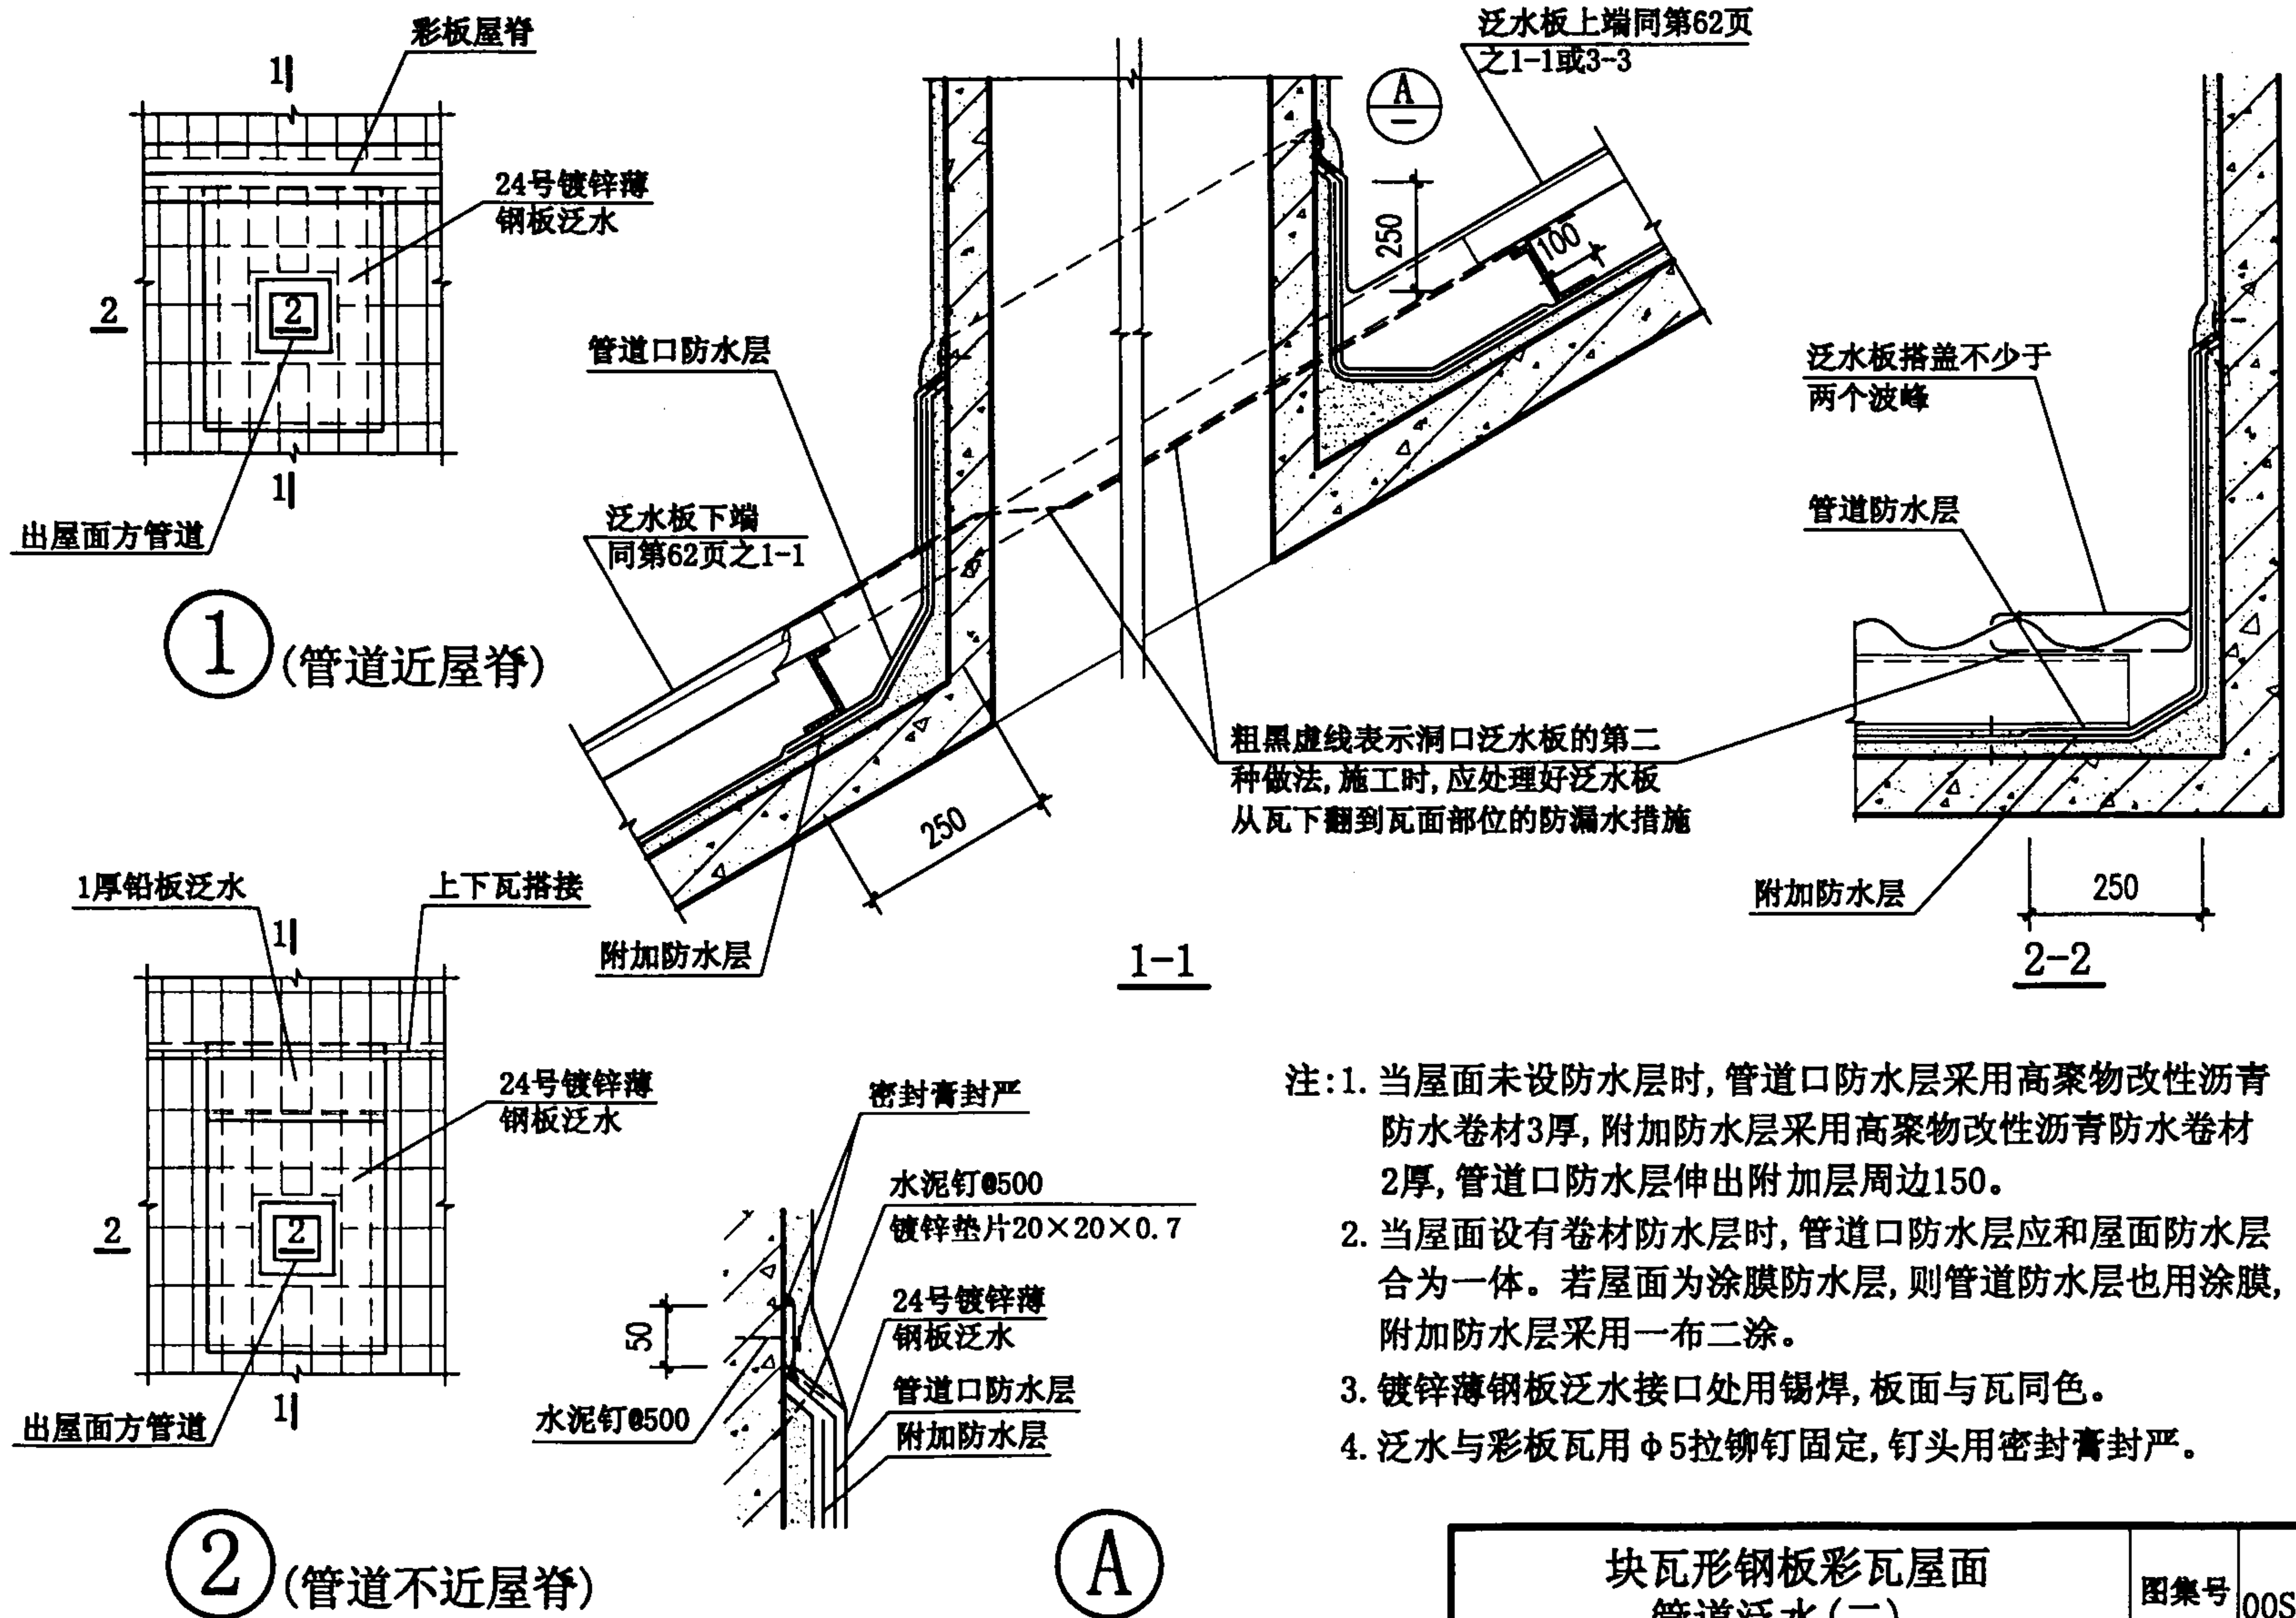 彩板屋脊
1
24号镀锌薄
钢板泛水
2
2
1
出屋面方管道
1 (管道近屋脊)
泛水板上端同第62页
之1-1或3-3
A
250
100
管道口防水层
泛水板下端
同第62页之1-1
250
附加防水层
粗黑虚线表示洞口泛水板的第二
种做法,施工时,应处理好泛水板
从瓦下翻到瓦面部位的防漏水措施
1-1
泛水板搭盖不少于
两个波峰
管道防水层
附加防水层
250
2-2
1厚铅板泛水
上下瓦搭接
1
24号镀锌薄
钢板泛水
2
2
1
出屋面方管道
2 (管道不近屋脊)
密封膏封严
水泥钉@500
镀锌垫片20×20×0.7
24号镀锌薄
钢板泛水
50
管道口防水层
水泥钉@500
附加防水层
A
注:1.当屋面未设防水层时,管道口防水层采用高聚物改性沥青
防水卷材3厚,附加防水层采用高聚物改性沥青防水卷材
2厚,管道口防水层伸出附加层周边150。
2.当屋面设有卷材防水层时,管道口防水层应和屋面防水层
合为一体。若屋面为涂膜防水层,则管道防水层也用涂膜,
附加防水层采用一布二涂。
3.镀锌薄钢板泛水接口处用锡焊,板面与瓦同色。
4.泛水与彩板瓦用φ5拉铆钉固定,钉头用密封膏封严。
块瓦形钢板彩瓦屋面
图集号
00S